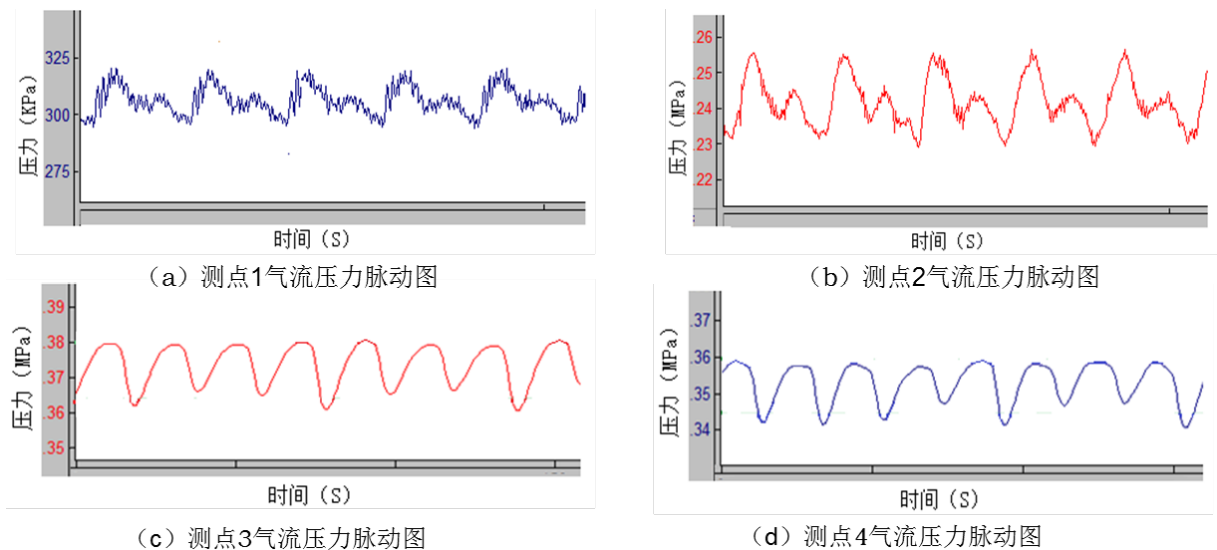 325
300
275
压力（KPa）
时间（S）
（a）测点1气流压力脉动图
.26
.25
.24
.23
.22
压力（MPa）
时间（S）
（b）测点2气流压力脉动图
.39
.38
.37
.36
.35
压力（MPa）
时间（S）
（c）测点3气流压力脉动图
.37
.36
.35
.34
压力（MPa）
时间（S）
（d）测点4气流压力脉动图